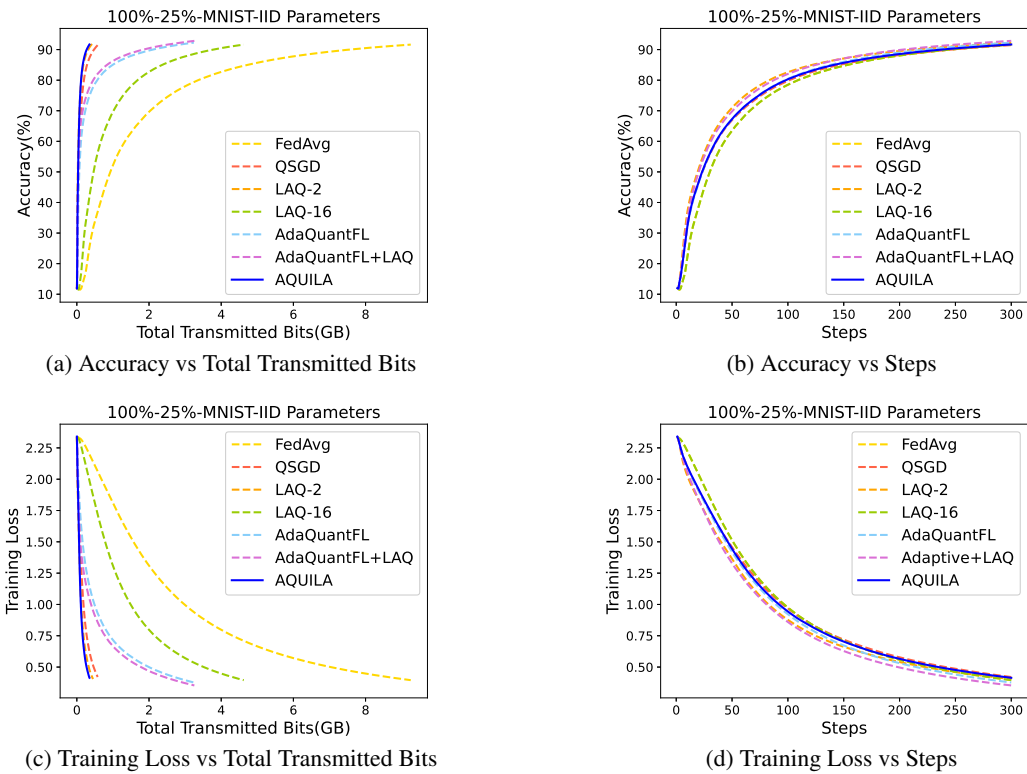 100%-25%-MNIST-IID Parameters
Accuracy(%)
90
80
70
60
50
40
30
20
10
FedAvg
QSGD
LAQ-2
LAQ-16
AdaQuantFL
AdaQuantFL+LAQ
AQUILA
0 2 4 6 8
Total Transmitted Bits(GB)
(a) Accuracy vs Total Transmitted Bits
100%-25%-MNIST-IID Parameters
Accuracy(%)
90
80
70
60
50
40
30
20
10
FedAvg
QSGD
LAQ-2
LAQ-16
AdaQuantFL
AdaQuantFL+LAQ
AQUILA
0 50 100 150 200 250 300
Steps
(b) Accuracy vs Steps
100%-25%-MNIST-IID Parameters
Training Loss
2.25
2.00
1.75
1.50
1.25
1.00
0.75
0.50
FedAvg
QSGD
LAQ-2
LAQ-16
AdaQuantFL
AdaQuantFL+LAQ
AQUILA
0 2 4 6 8
Total Transmitted Bits(GB)
(c) Training Loss vs Total Transmitted Bits
100%-25%-MNIST-IID Parameters
Training Loss
2.25
2.00
1.75
1.50
1.25
1.00
0.75
0.50
FedAvg
QSGD
LAQ-2
LAQ-16
AdaQuantFL
Adaptive+LAQ
AQUILA
0 50 100 150 200 250 300
Steps
(d) Training Loss vs Steps